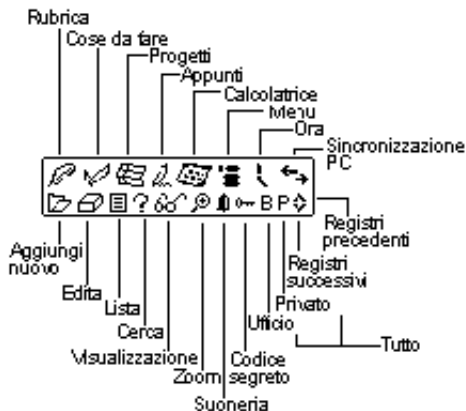 Rubrica
Cose da fare
Progetti
Appunti
Calcolatrice
Menu
Ora
Sincronizzazione
PC
? B P
Aggiungi
nuovo
Edita
Lista
Cerca
Visualizzazione
Zoom
Suoneria
Codice
segreto
Ufficio
Privato
Registri
successivi
Registri
precedenti
Tutto